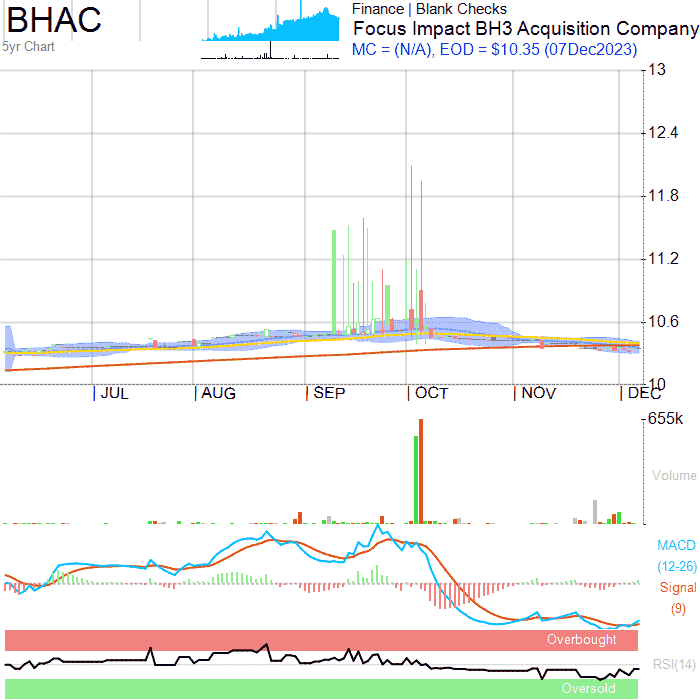 BHAC
5yr Chart
Finance | Blank Checks
Focus Impact BH3 Acquisition Company
MC = (N/A), EOD = $10.35 (07Dec2023)
13
12.4
11.8
11.2
10.6
10
JUL
AUG
SEP
OCT
NOV
DEC
655k
Volume
MACD
(12-26)
Signal
(9)
Overbought
RSI(14)
Oversold